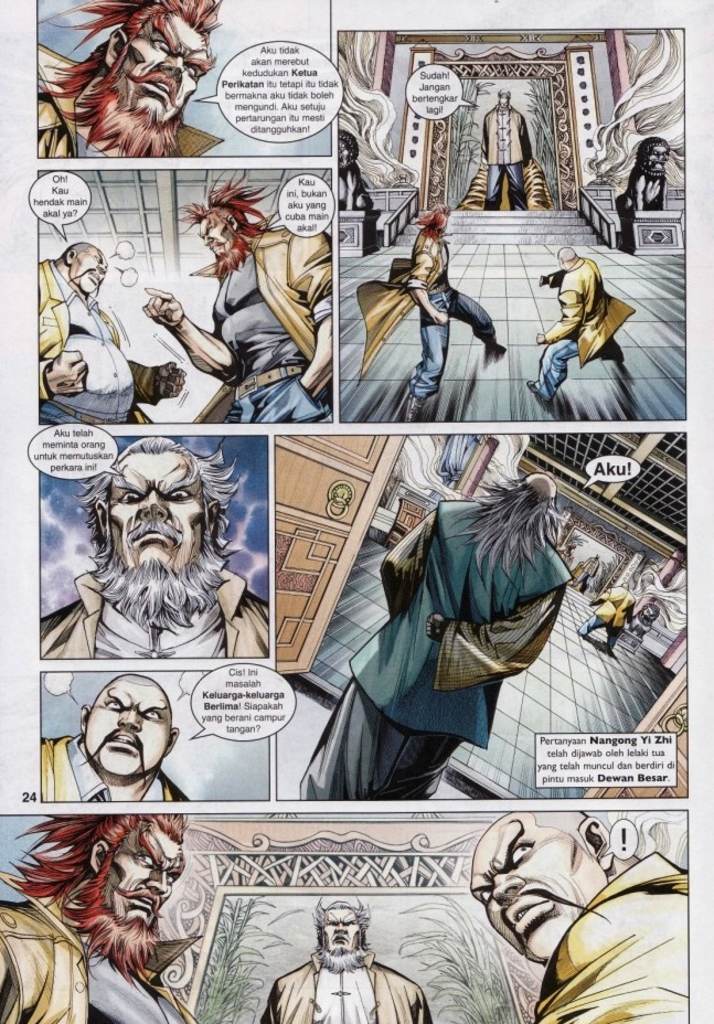 Aku tidak
akan merebut
kedudukan Ketua
Perikatan itu tetapi itu tidak
bermakna aku tidak boleh
mengundi. Aku setuju
pertarungan itu mesti
ditangguhkan!
Sudah!
Jangan
bertengkar
lagi!
Oh!
Kau
hendak main
akal ya?
Kau
ini, bukan
aku yang
cuba main
akal!
Aku telah
meminta orang
untuk memutuskan
perkara ini!
Aku!
Cis! Ini
masalah
Keluarga-keluarga
Berlima! Siapakah
yang berani campur
tangan?
Pertanyaan Nangong Yi Zhi
telah dijawab oleh lelaki tua
yang telah muncul dan berdiri di
pintu masuk Dewan Besar.
24
!